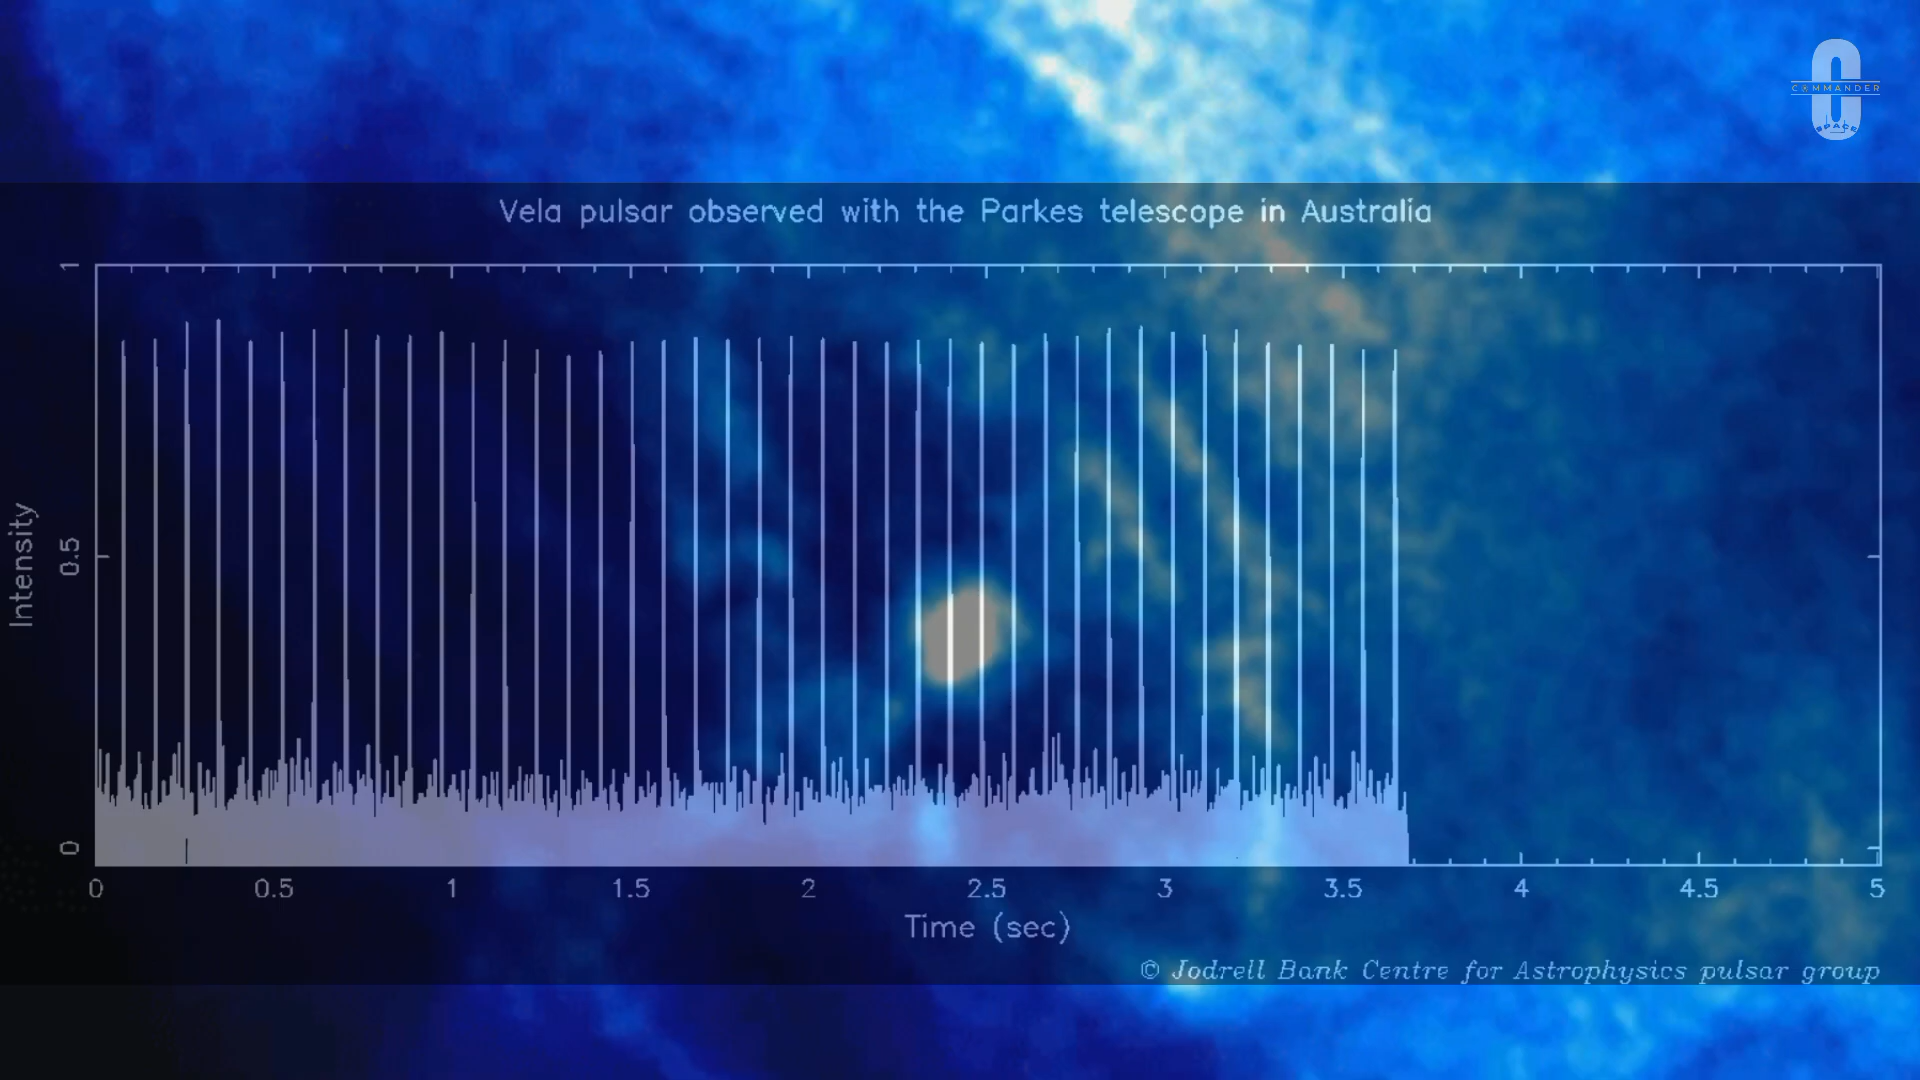 COMMANDER
SPACE
Vela pulsar observed with the Parkes telescope in Australia
1
0.5
0
Intensity
0 0.5 1 1.5 2 2.5 3 3.5 4 4.5 5
Time (sec)
© Jodrell Bank Centre for Astrophysics pulsar group